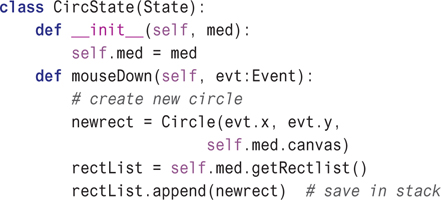 class CircState(State):
    def __init__(self, med):
        self.med = med
    def mouseDown(self, evt:Event):
        # create new circle
        newrect = Circle(evt.x, evt.y,
                    self.med.canvas)
        rectList = self.med.getRectlist()
        rectList.append(newrect)  # save in stack